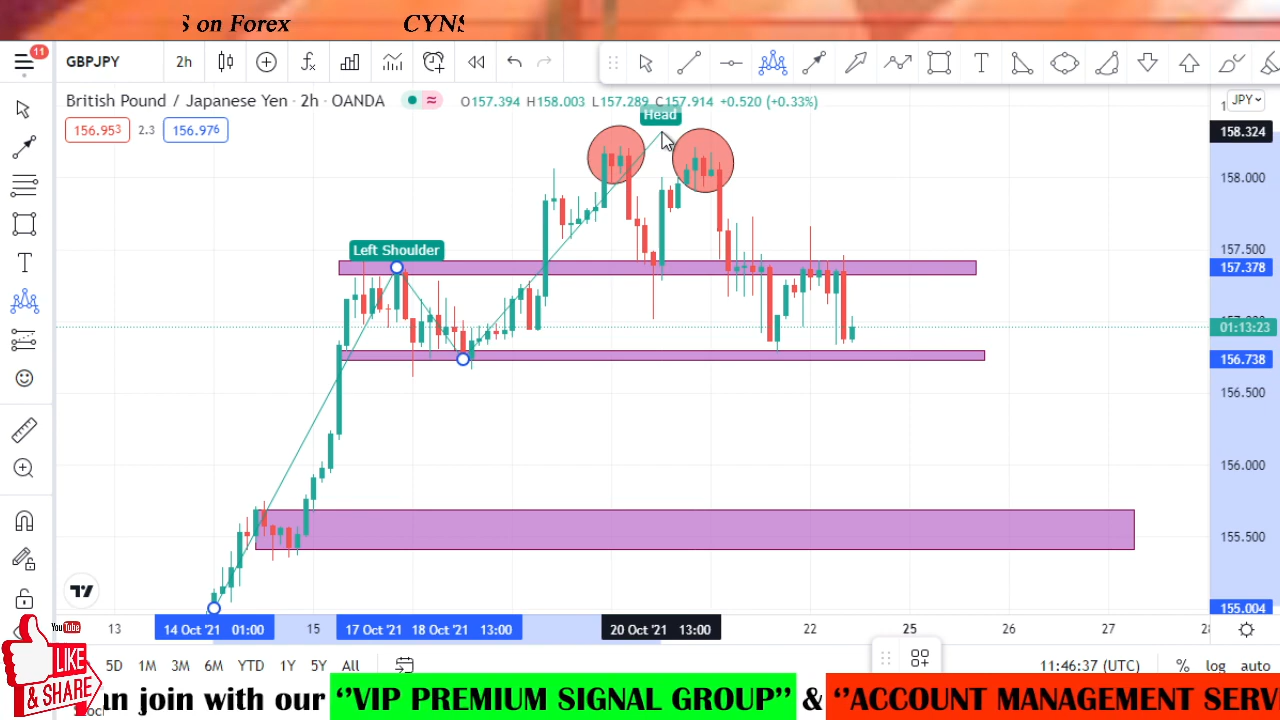 on Forex CYNS
11
GBPJPY 2h
British Pound / Japanese Yen · 2h · OANDA O157.394 H158.003 L157.289 C157.914 +0.520 (+0.33%)
JPY
156.953 2.3 156.976
Head
158.324
158.000
Left Shoulder
157.500
157.378
01:13:23
156.738
156.500
156.000
155.500
155.004
13 14 Oct '21 01:00 15 17 Oct '21 18 Oct '21 13:00 20 Oct '21 13:00 22 25 26 27 28
YouTube
LIKE
& SHARE
5D 1M 3M 6M YTD 1Y 5Y All 11:46:37 (UTC) % log auto
an join with our ‘‘VIP PREMIUM SIGNAL GROUP’’ & ‘‘ACCOUNT MANAGEMENT SERV